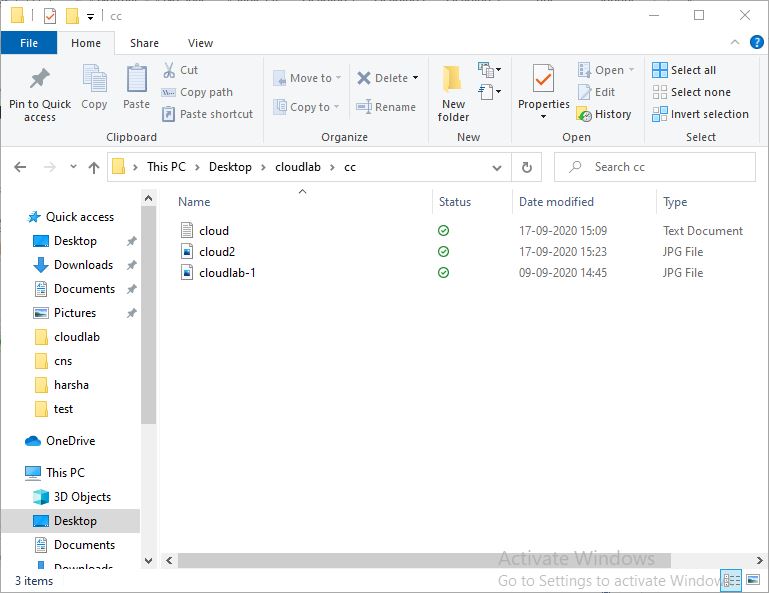 cc
File Home Share View
Pin to Quick access
Copy
Paste
Cut
Copy path
Paste shortcut
Clipboard
Move to
Copy to
Delete
Rename
Organize
New folder
New
Properties
Open
Edit
History
Open
Select all
Select none
Invert selection
Select
This PC > Desktop > cloudlab > cc
Search cc
Name Status Date modified Type
cloud 17-09-2020 15:09 Text Document
cloud2 17-09-2020 15:23 JPG File
cloudlab-1 09-09-2020 14:45 JPG File
Quick access
Desktop
Downloads
Documents
Pictures
cloudlab
cns
harsha
test
OneDrive
This PC
3D Objects
Desktop
Documents
Downloads
3 items
Activate Windows
Go to Settings to activate Windows